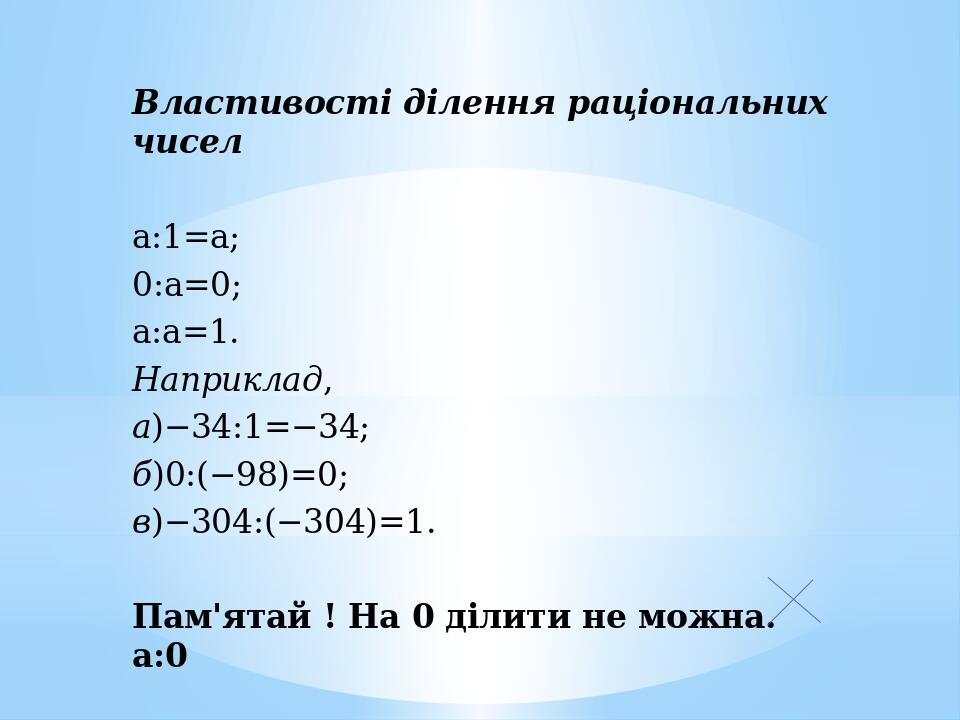 Властивості ділення раціональних
чисел
а:1=а;
0:а=0;
а:а=1.
Наприклад,
а)−34:1=−34;
б)0:(−98)=0;
в)−304:(−304)=1.
Пам'ятай ! На 0 ділити не можна.
а:0